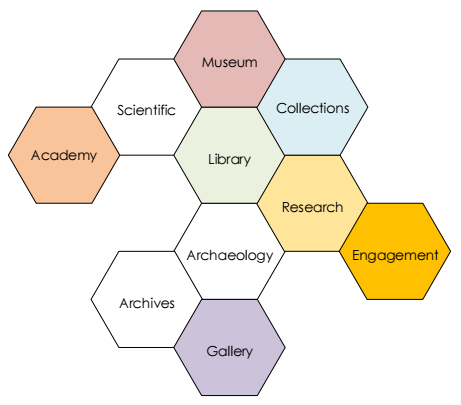 Museum
Scientific
Collections
Academy
Library
Research
Archaeology
Engagement
Archives
Gallery